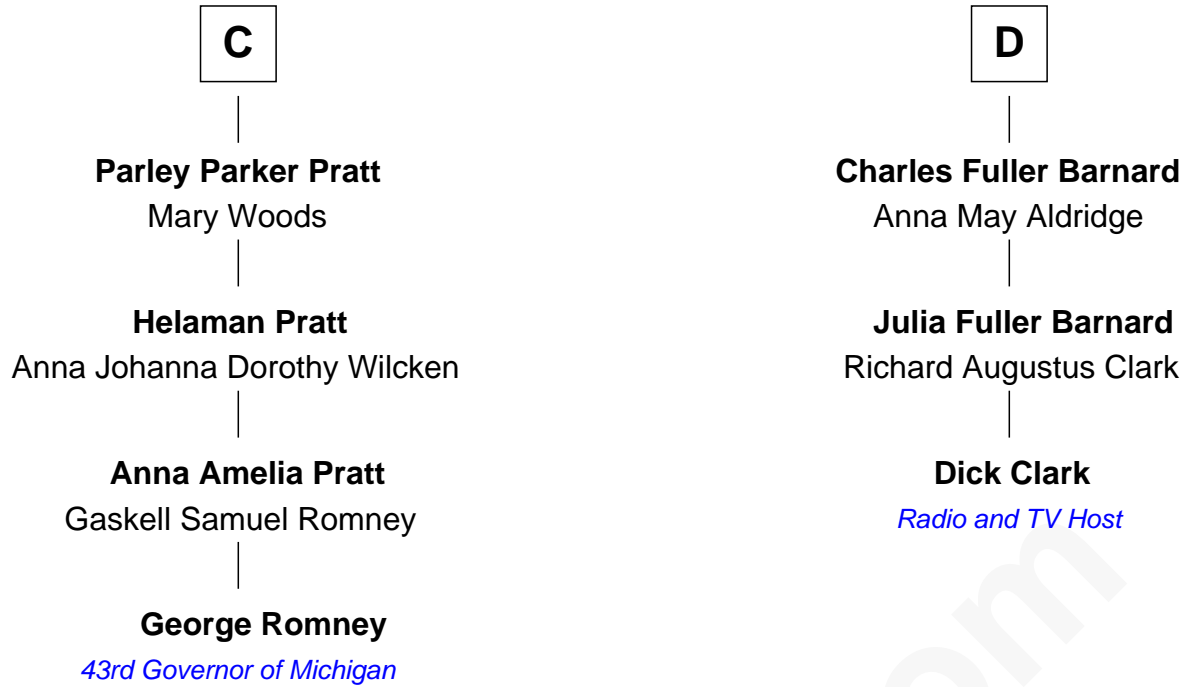 C
Parley Parker Pratt
Mary Woods
Helaman Pratt
Anna Johanna Dorothy Wilcken
Anna Amelia Pratt
Gaskell Samuel Romney
George Romney
43rd Governor of Michigan
D
Charles Fuller Barnard
Anna May Aldridge
Julia Fuller Barnard
Richard Augustus Clark
Dick Clark
Radio and TV Host
om